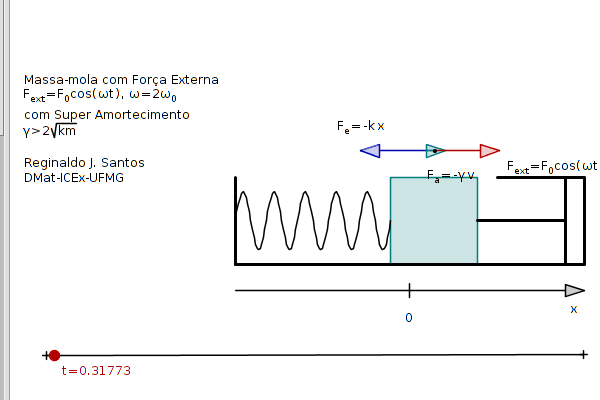 Massa-mola com Força Externa
Fext=F0cos(ωt), ω=2ω0
com Super Amortecimento
γ>2√km
Reginaldo J. Santos
DMat-ICEx-UFMG
Fe=-kx
Fext=F0cos(ωt
Fa=-γv
0
x
t=0.31773